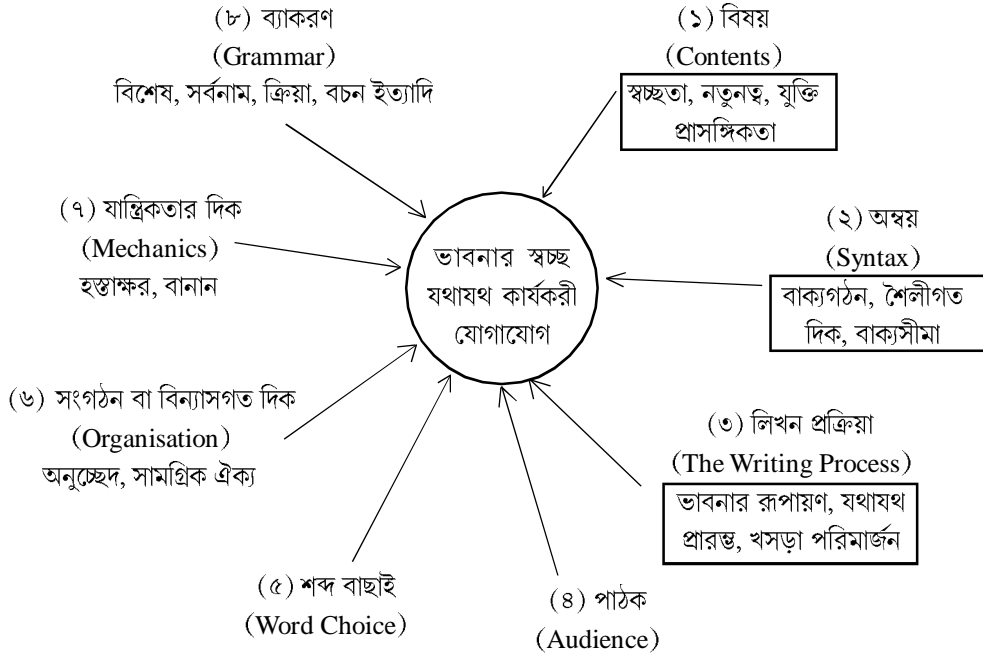 (৮) ব্যাকরণ
(Grammar)
বিশেষ, সর্বনাম, ক্রিয়া, বচন ইত্যাদি
(১) বিষয়
(Contents)
স্বচ্ছতা, নতুনত্ব, যুক্তি
প্রাসঙ্গিকতা
(৭) যান্ত্রিকতার দিক
(Mechanics)
হস্তাক্ষর, বানান
ভাবনার স্বচ্ছ
যথাযথ কার্যকরী
যোগাযোগ
(২) অন্বয়
(Syntax)
বাক্যগঠন, শৈলীগত
দিক, বাক্যসীমা
(৬) সংগঠন বা বিন্যাসগত দিক
(Organisation)
অনুচ্ছেদ, সামগ্রিক ঐক্য
(৩) লিখন প্রক্রিয়া
(The Writing Process)
ভাবনার রূপায়ণ, যথাযথ
প্রারম্ভ, খসড়া পরিমার্জন
(৫) শব্দ বাছাই
(Word Choice)
(৪) পাঠক
(Audience)